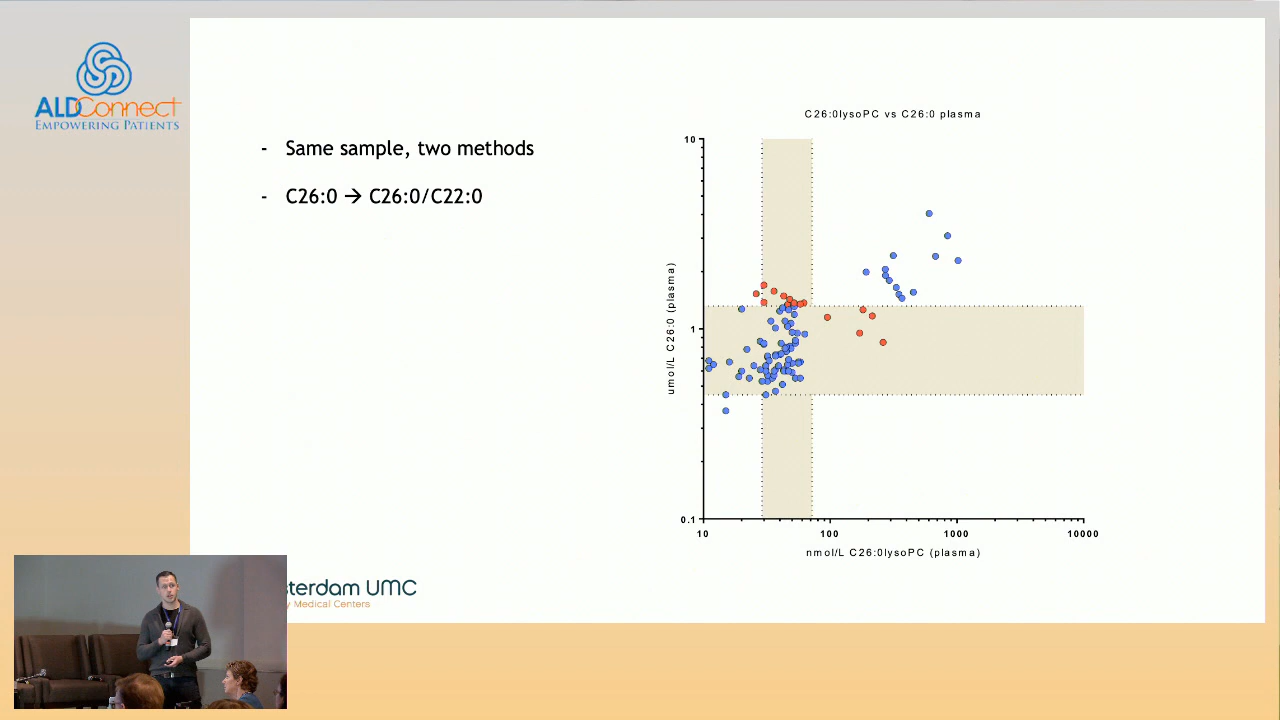 ALDConnect
EMPOWERING PATIENTS
- Same sample, two methods
- C26:0 → C26:0/C22:0
C26:0lysoPC vs C26:0 plasma
umol/L C26:0 (plasma)
10
1
0.1
10 100 1000 10000
nmol/L C26:0lysoPC (plasma)
sterdam UMC
y Medical Centers